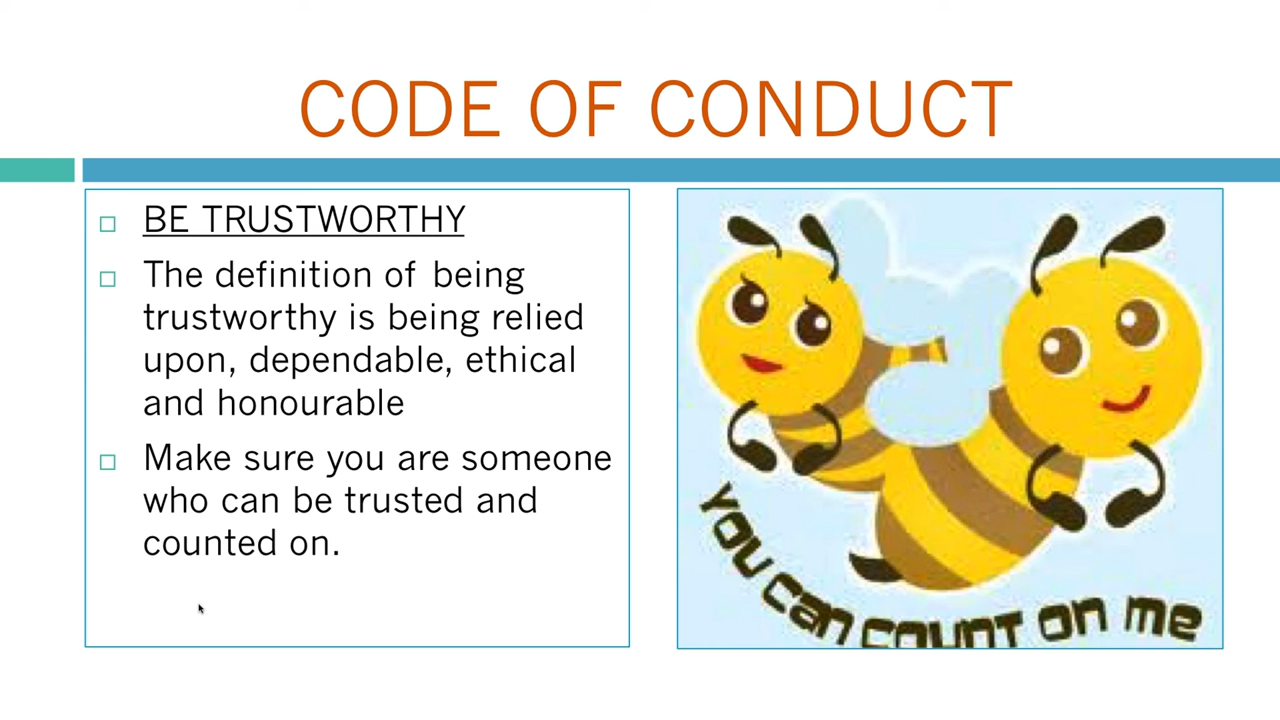 CODE OF CONDUCT
BE TRUSTWORTHY
The definition of being
trustworthy is being relied
upon, dependable, ethical
and honourable
Make sure you are someone
who can be trusted and
counted on.
YOU CAN COUNT ON ME